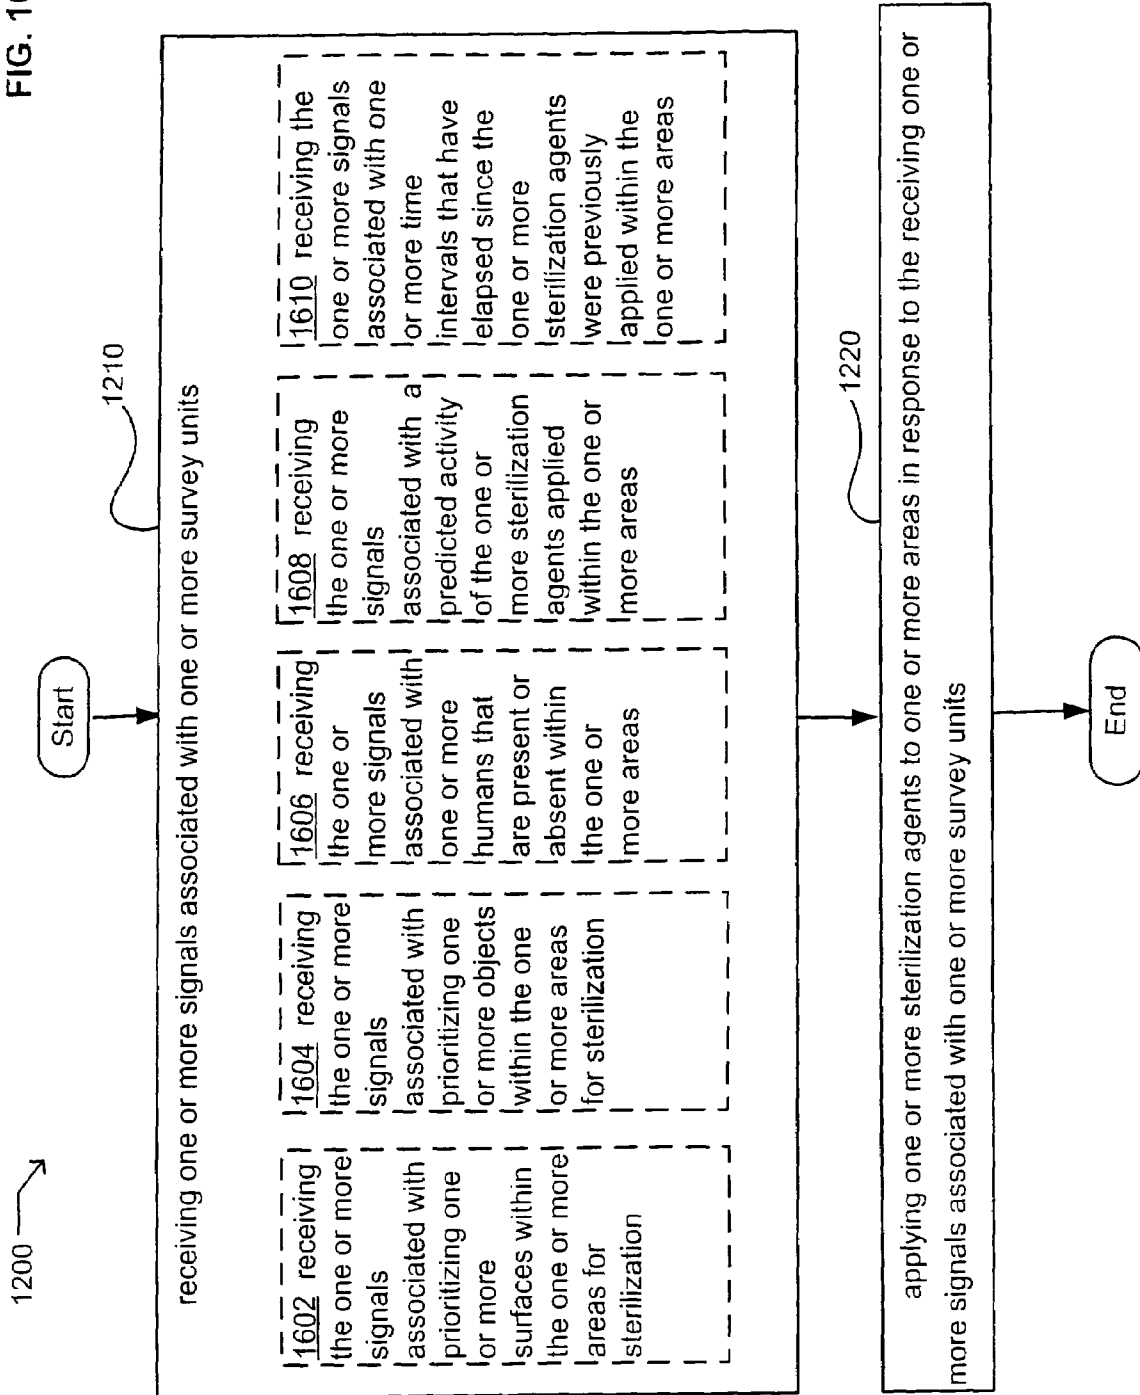 FIG. 16
1200
Start
1210
receiving one or more signals associated with one or more survey units
1602 receiving
the one or more
signals
associated with
prioritizing one
or more
surfaces within
the one or more
areas for
sterilization
1604 receiving
the one or more
signals
associated with
prioritizing one
or more objects
within the one
or more areas
for sterilization
1606 receiving
the one or
more signals
associated with
one or more
humans that
are present or
absent within
the one or
more areas
1608 receiving
the one or more
signals
associated with a
predicted activity
of the one or
more sterilization
agents applied
within the one or
more areas
1610 receiving the
one or more signals
associated with one
or more time
intervals that have
elapsed since the
one or more
sterilization agents
were previously
applied within the
one or more areas
1220
applying one or more sterilization agents to one or more areas in response to the receiving one or
more signals associated with one or more survey units
End